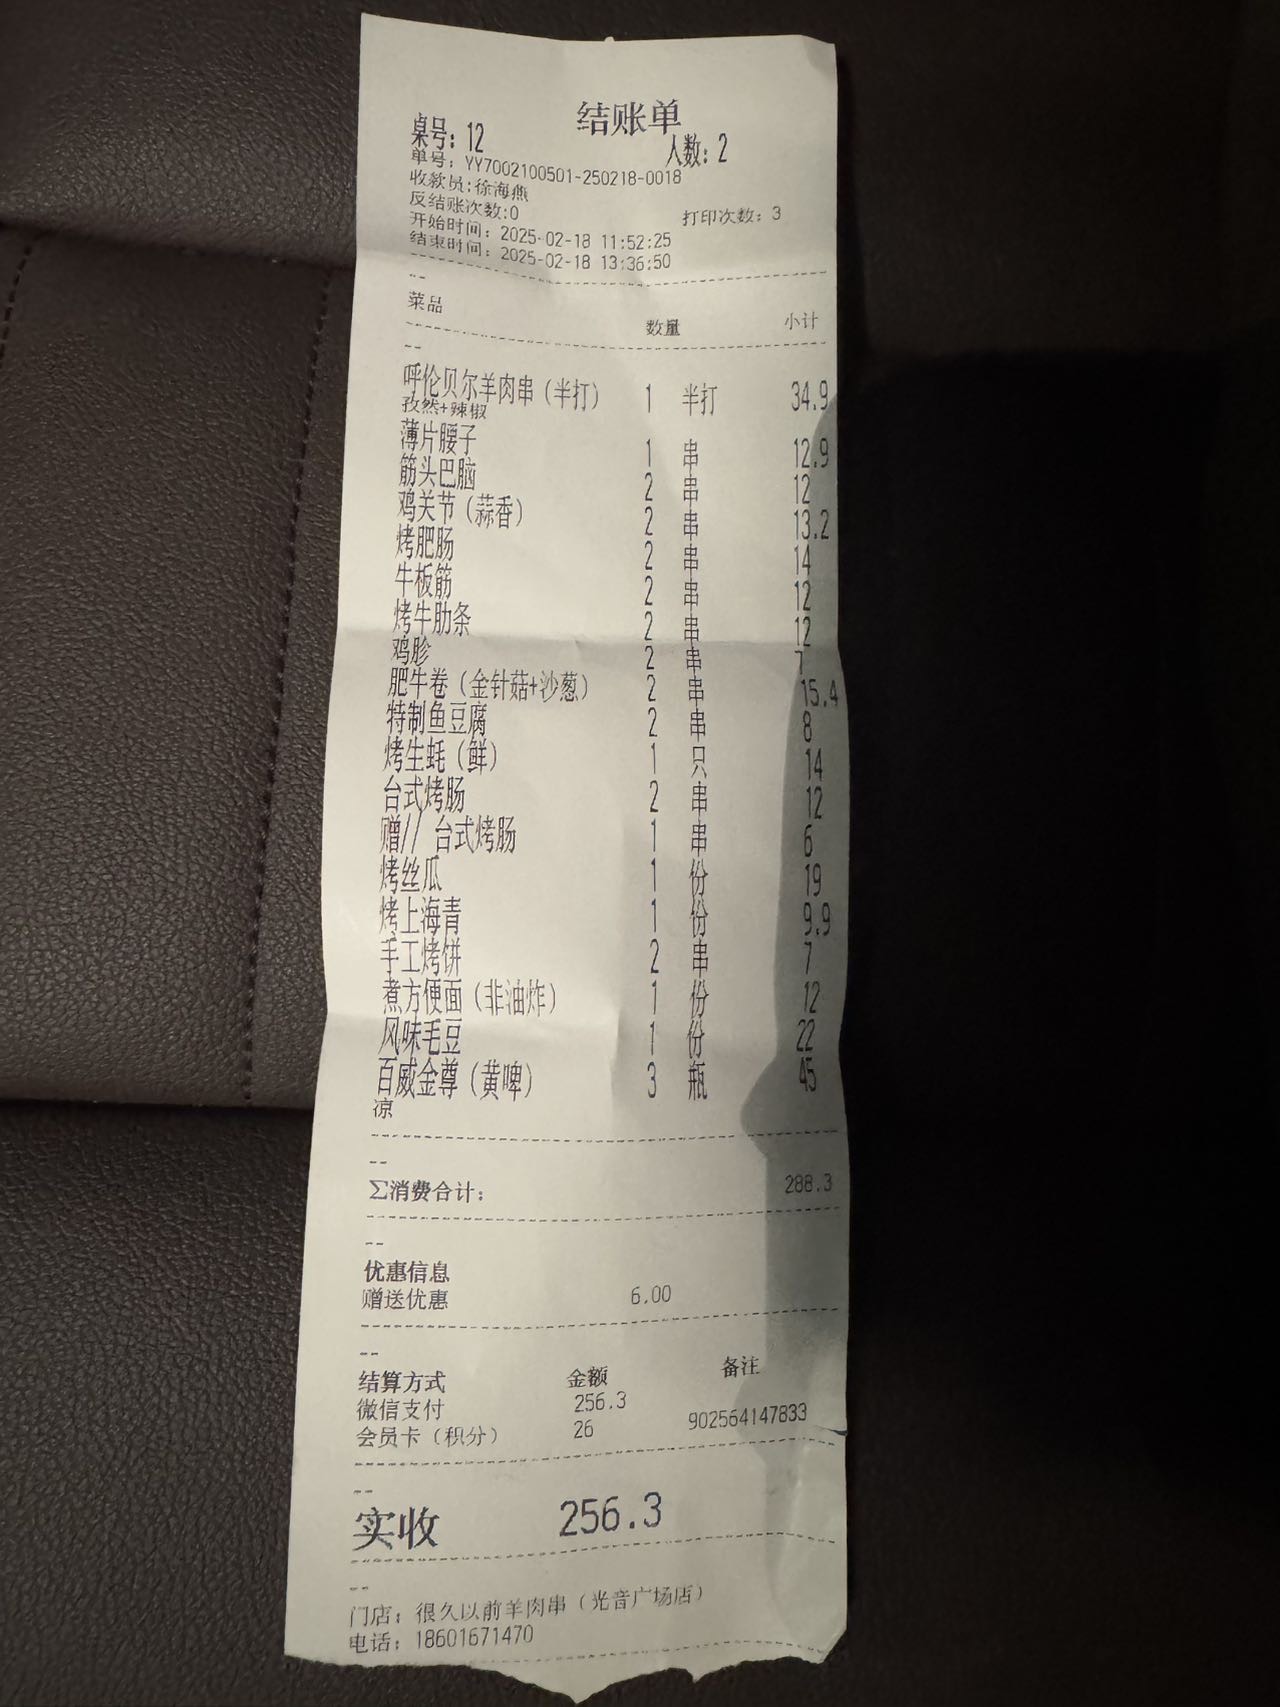 结账单
桌号：12 人数：2
单号：YY7002100501-250218-0018
收款员:徐海燕
反结账次数:0 打印次数：3
开始时间：2025-02-18 11:52:25
结束时间：2025-02-18 13:36:50
--
菜品 数量 小计
--
呼伦贝尔羊肉串（半打） 1 半打 34.9
孜然+辣椒
薄片腰子 1 串 12.9
筋头巴脑 2 串 12
鸡关节（蒜香） 2 串 13.2
烤肥肠 2 串 14
牛板筋 2 串 12
烤牛肋条 2 串 12
鸡胗 2 串 7
肥牛卷（金针菇+沙葱） 2 串 15.4
特制鱼豆腐 2 串 8
烤生蚝（鲜） 1 只 14
台式烤肠 2 串 12
赠// 台式烤肠 1 串 6
烤丝瓜 1 份 19
烤上海青 1 份 9.9
手工烤饼 2 串 7
煮方便面（非油炸） 1 份 12
风味毛豆 1 份 22
百威金尊（黄啤） 3 瓶 45
凉
--
∑消费合计： 288.3
--
优惠信息
赠送优惠 6.00
--
结算方式 金额 备注
微信支付 256.3
会员卡（积分） 26 902564147833
--
实收 256.3
--
门店：很久以前羊肉串（光音广场店）
电话：18601671470